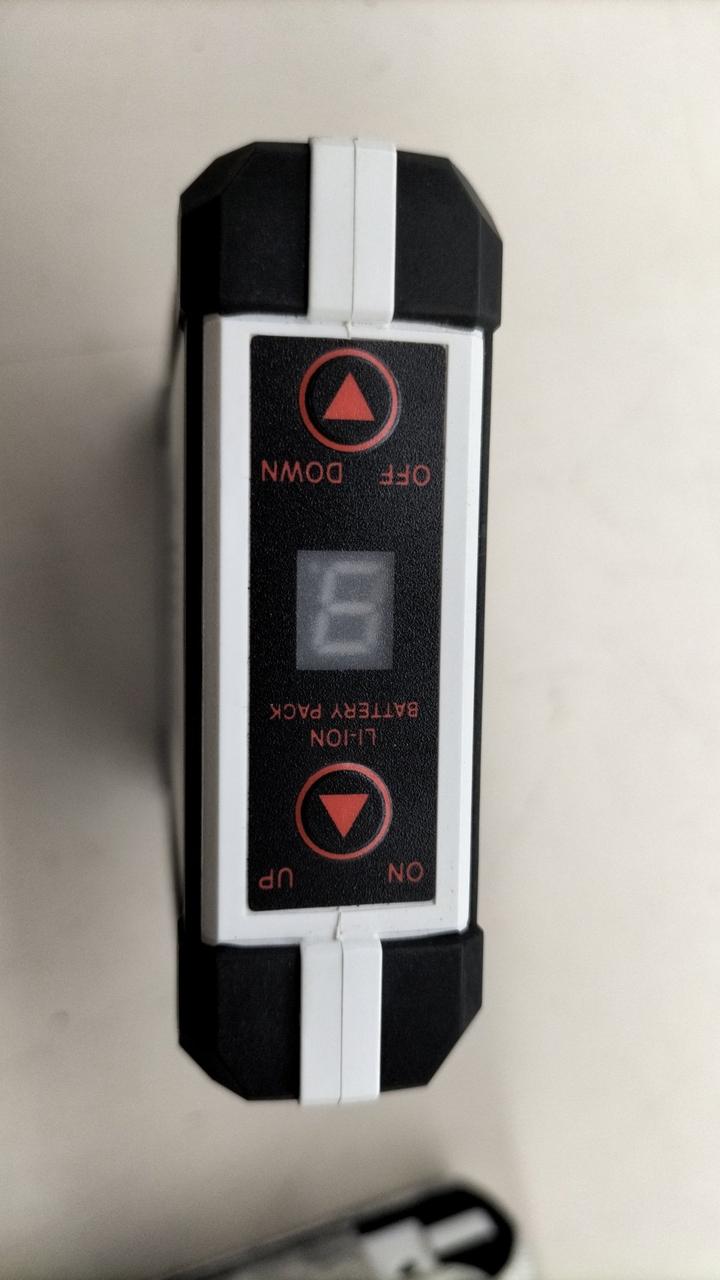 ON UP
LI-ION
BATTERY PACK
OFF DOWN